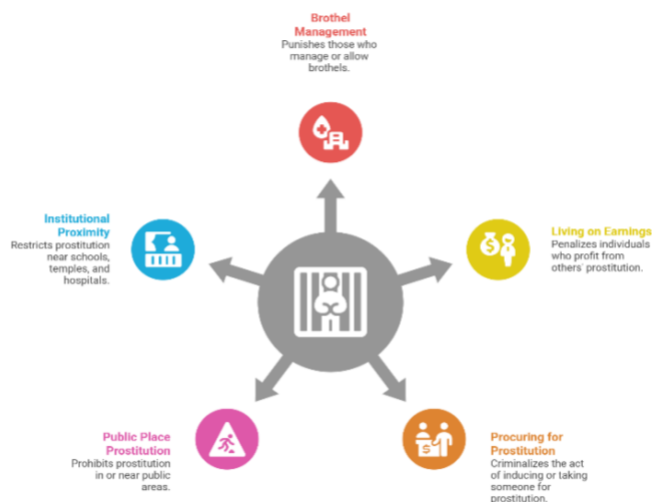 Brothel
Management
Punishes those who
manage or allow
brothels.
Institutional
Proximity
Restricts prostitution
near schools,
temples, and
hospitals.
Living on Earnings
Penalizes individuals
who profit from
others' prostitution.
Public Place
Prostitution
Prohibits prostitution
in or near public
areas.
Procuring for
Prostitution
Criminalizes the act
of inducing or taking
someone for
prostitution.